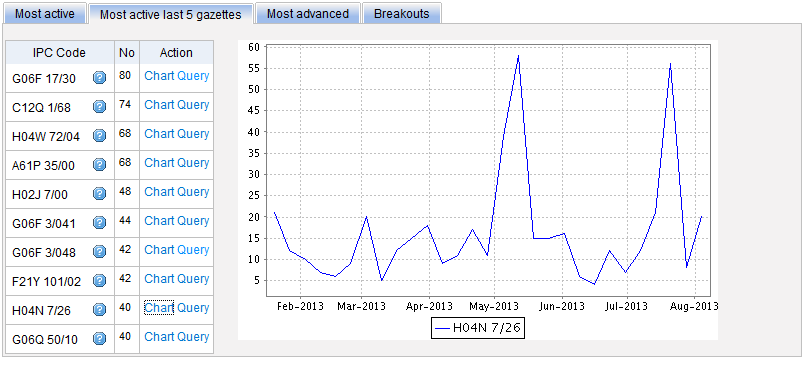 Most active Most active last 5 gazettes Most advanced Breakouts
IPC Code No Action
G06F 17/30 ? 80 Chart Query
C12Q 1/68 ? 74 Chart Query
H04W 72/04 ? 68 Chart Query
A61P 35/00 ? 68 Chart Query
H02J 7/00 ? 48 Chart Query
G06F 3/041 ? 44 Chart Query
G06F 3/048 ? 42 Chart Query
F21Y 101/02 ? 42 Chart Query
H04N 7/26 ? 40 Chart Query
G06Q 50/10 ? 40 Chart Query
60
55
50
45
40
35
30
25
20
15
10
5
Feb-2013 Mar-2013 Apr-2013 May-2013 Jun-2013 Jul-2013 Aug-2013
H04N 7/26